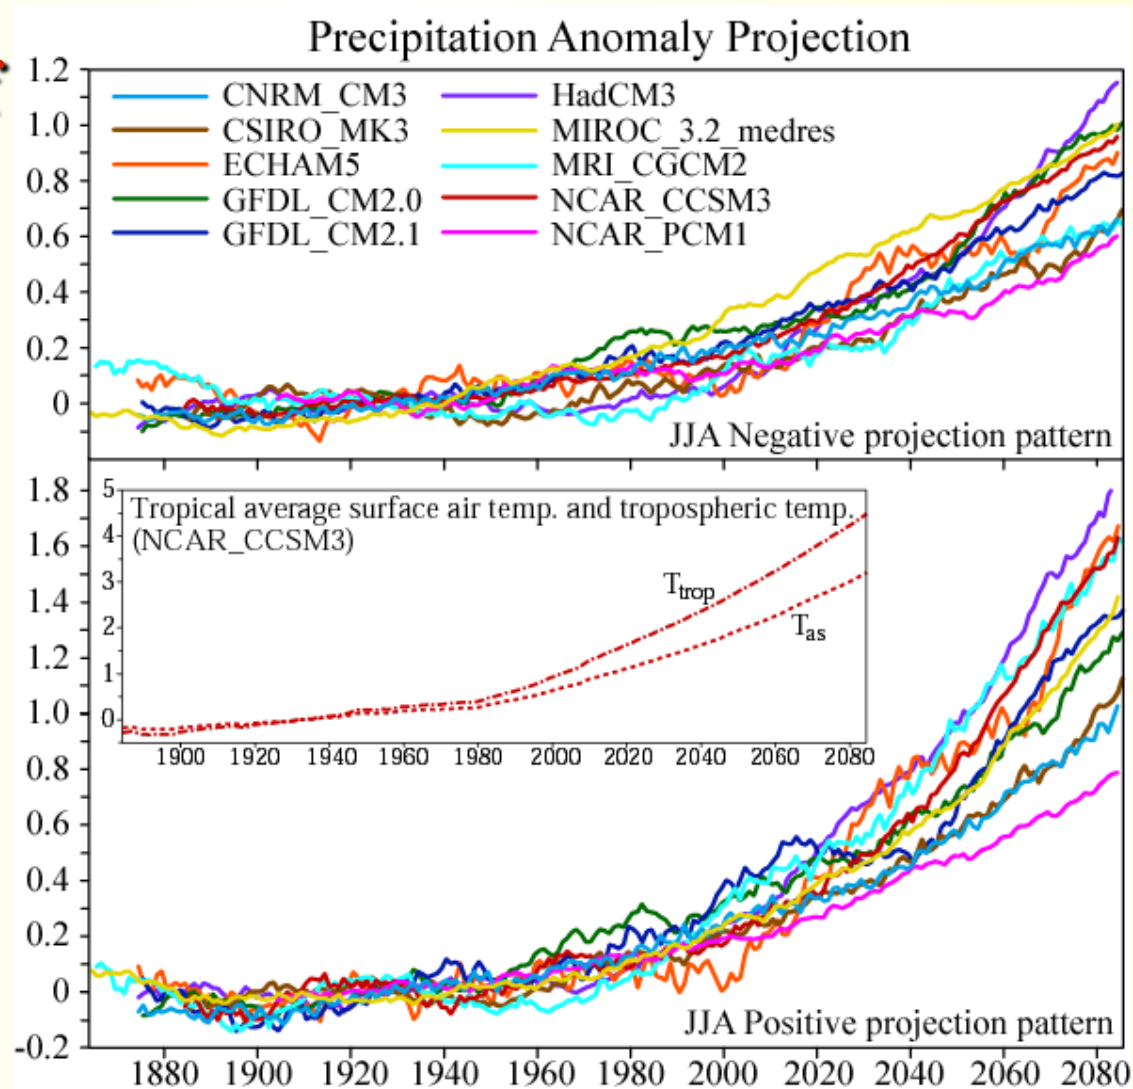 Precipitation Anomaly Projection
1.2
1.0
0.8
0.6
0.4
0.2
0
CNRM_CM3
CSIRO_MK3
ECHAM5
GFDL_CM2.0
GFDL_CM2.1
HadCM3
MIROC_3.2_medres
MRI_CGCM2
NCAR_CCSM3
NCAR_PCM1
JJA Negative projection pattern
1.8
1.6
1.4
1.2
1.0
0.8
0.6
0.4
0.2
0
-0.2
5
4
3
2
1
0
Tropical average surface air temp. and tropospheric temp.
(NCAR_CCSM3)
Ttrop
Tas
1900 1920 1940 1960 1980 2000 2020 2040 2060 2080
JJA Positive projection pattern
1880 1900 1920 1940 1960 1980 2000 2020 2040 2060 2080